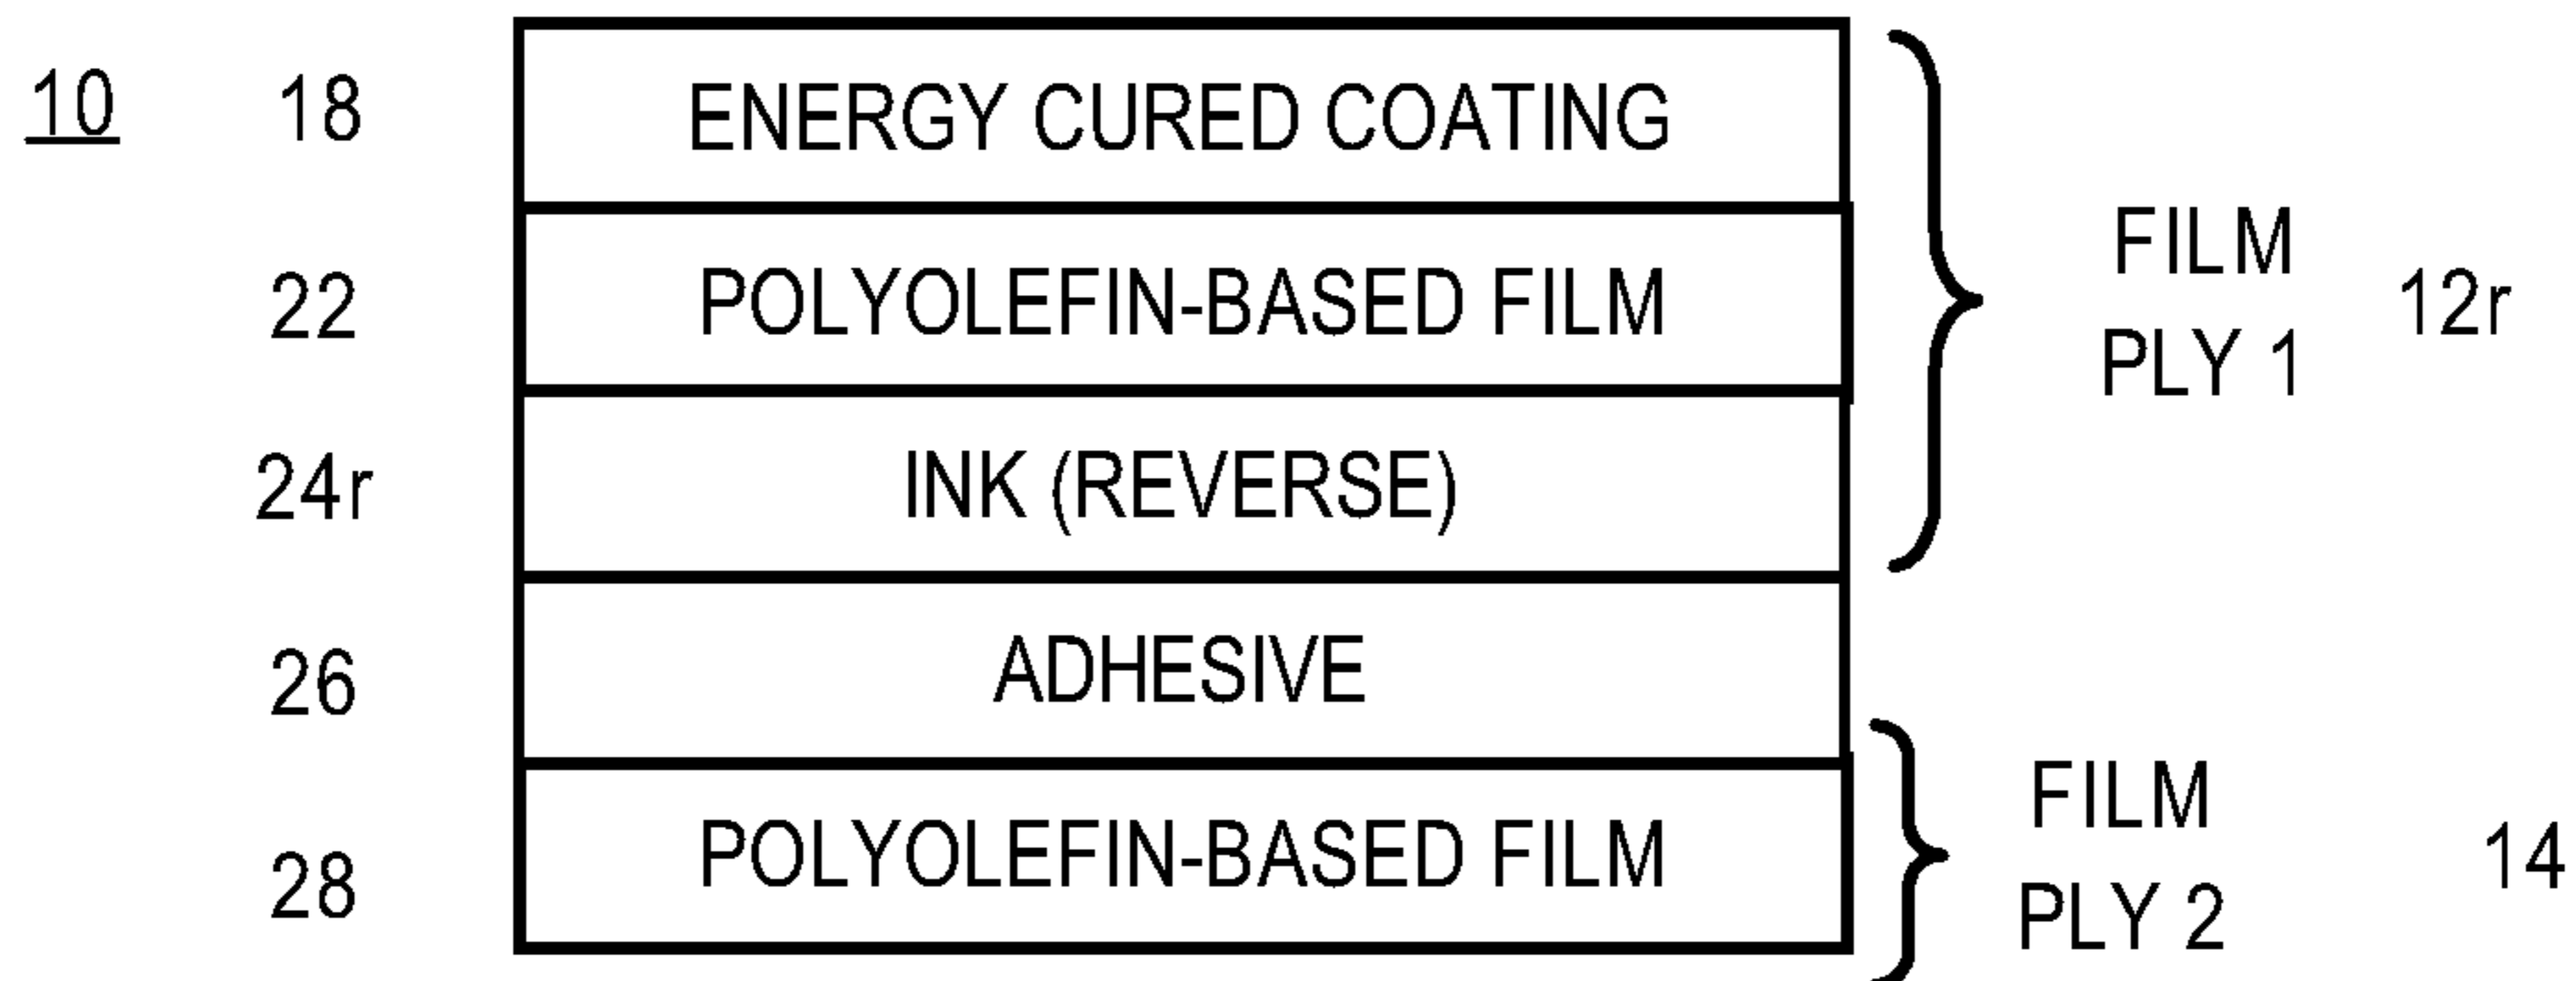 10
18 ENERGY CURED COATING
22 POLYOLEFIN-BASED FILM
24r INK (REVERSE)
26 ADHESIVE
28 POLYOLEFIN-BASED FILM
FILM
PLY 1 12r
FILM
PLY 2 14